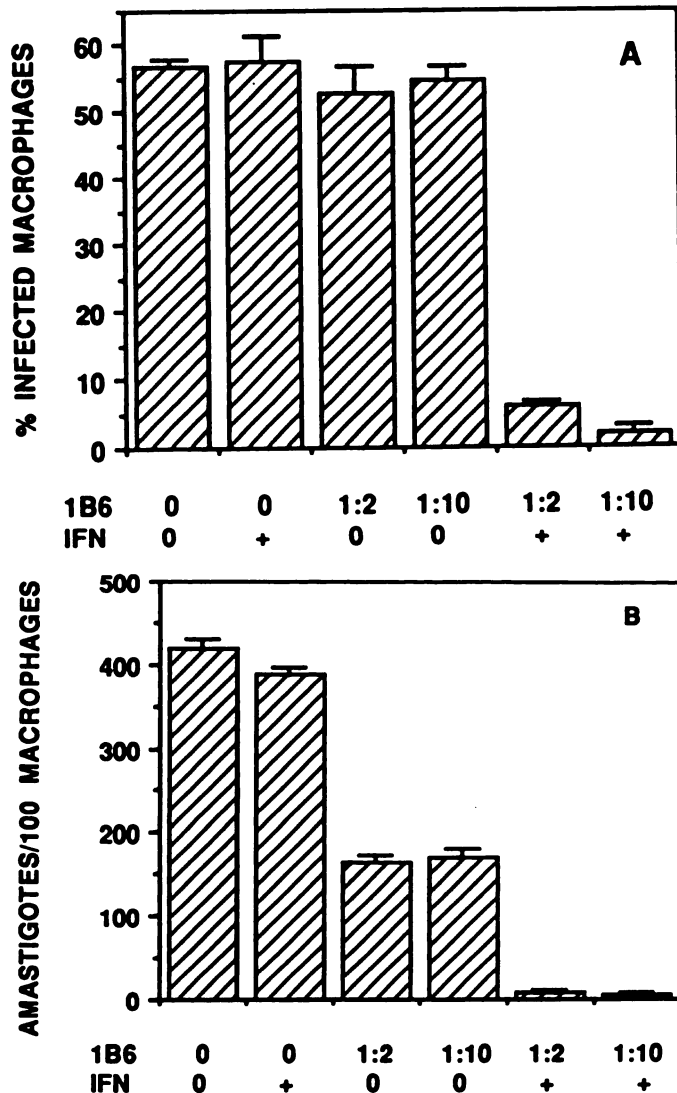 A
% INFECTED MACROPHAGES
60
50
40
30
20
10
0
1B6 0 0 1:2 1:10 1:2 1:10
IFN 0 + 0 0 + +
B
AMASTIGOTES/100 MACROPHAGES
500
400
300
200
100
0
1B6 0 0 1:2 1:10 1:2 1:10
IFN 0 + 0 0 + +